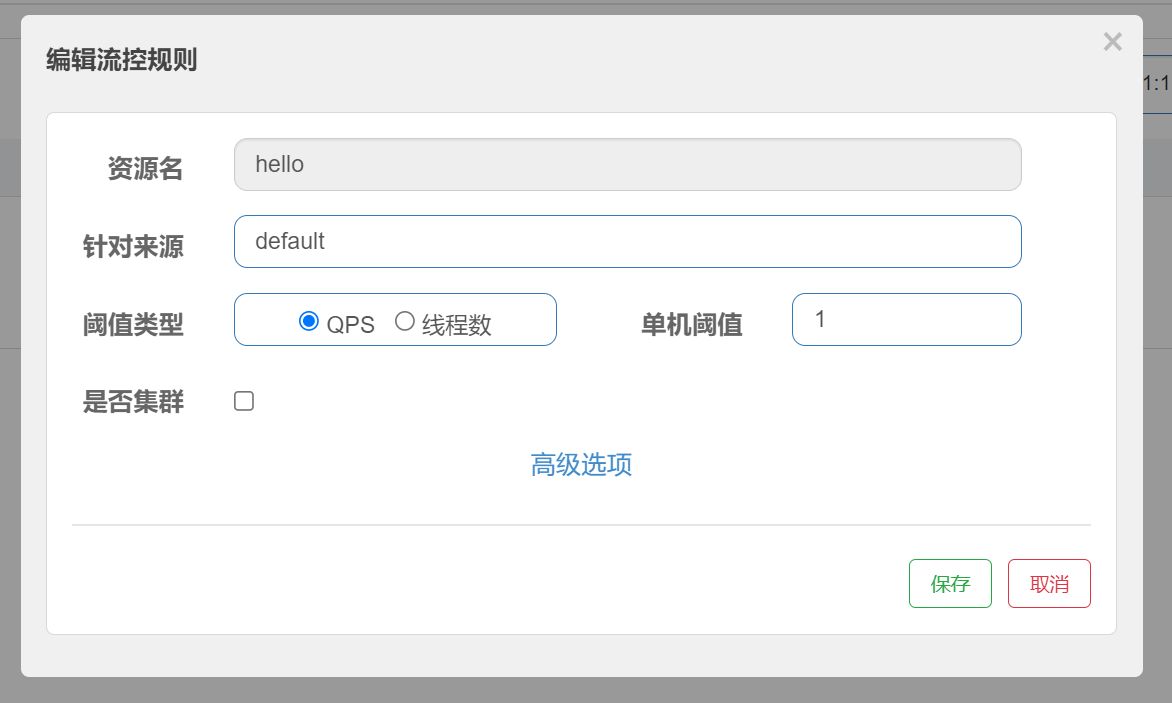 编辑流控规则
×
1:1
资源名 hello
针对来源 default
阈值类型 QPS 线程数 单机阈值 1
是否集群
高级选项
保存 取消